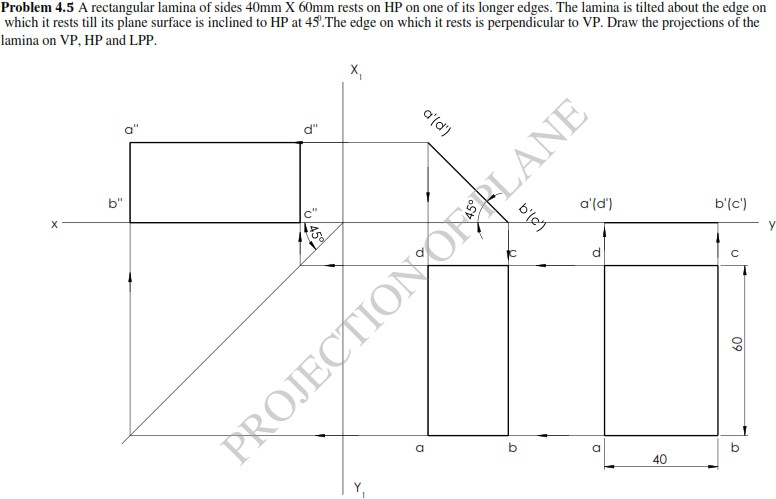 Problem 4.5 A rectangular lamina of sides 40mm X 60mm rests on HP on one of its longer edges. The lamina is tilted about the edge on
which it rests till its plane surface is inclined to HP at 45⁰.The edge on which it rests is perpendicular to VP. Draw the projections of the
lamina on VP, HP and LPP.
X₁
a'(d')
a" d"
b" 45° b'(c') a'(d') b'(c')
c"
X y
45°
d c d c
PROJECTION OF PLANE
60
a b a b
40
Y₁